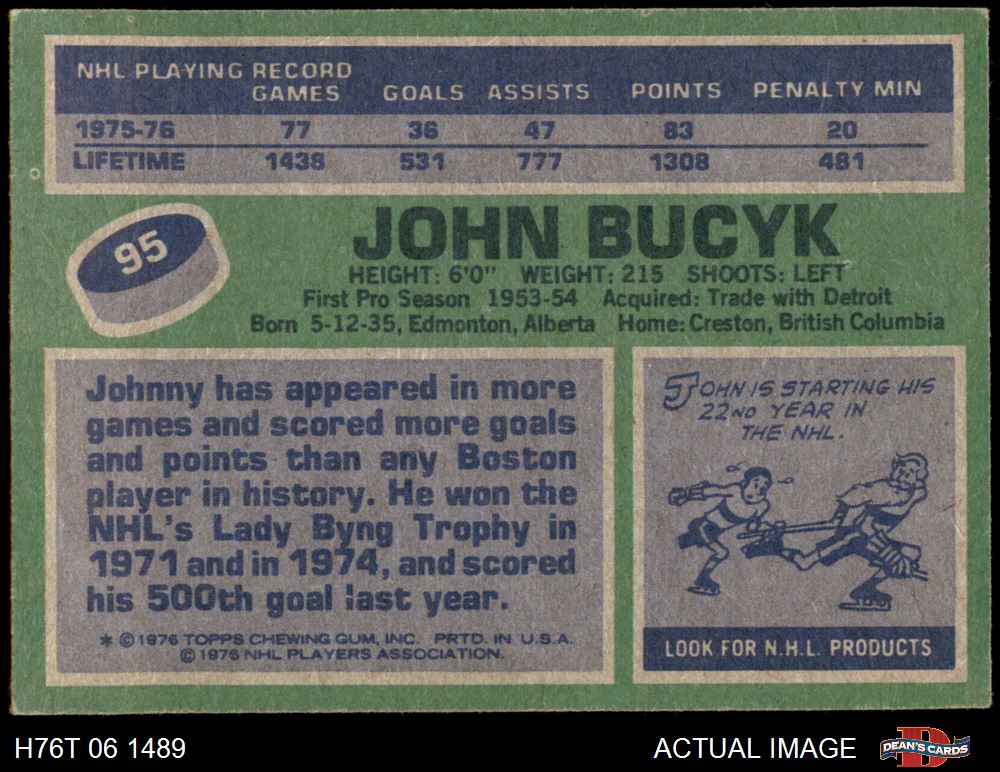 NHL PLAYING RECORD
GAMES GOALS ASSISTS POINTS PENALTY MIN
1975-76 77 36 47 83 20
LIFETIME 1438 531 777 1308 481
95
JOHN BUCYK
HEIGHT: 6'0" WEIGHT: 215 SHOOTS: LEFT
First Pro Season 1953-54 Acquired: Trade with Detroit
Born 5-12-35, Edmonton, Alberta Home: Creston, British Columbia
Johnny has appeared in more
games and scored more goals
and points than any Boston
player in history. He won the
NHL's Lady Byng Trophy in
1971 and in 1974, and scored
his 500th goal last year.
* © 1976 TOPPS CHEWING GUM, INC. PRTD. IN U.S.A.
© 1976 NHL PLAYERS ASSOCIATION.
JOHN IS STARTING HIS
22ND YEAR IN
THE NHL.
LOOK FOR N.H.L. PRODUCTS
H76T 06 1489
ACTUAL IMAGE
D
DEAN'S CARDS